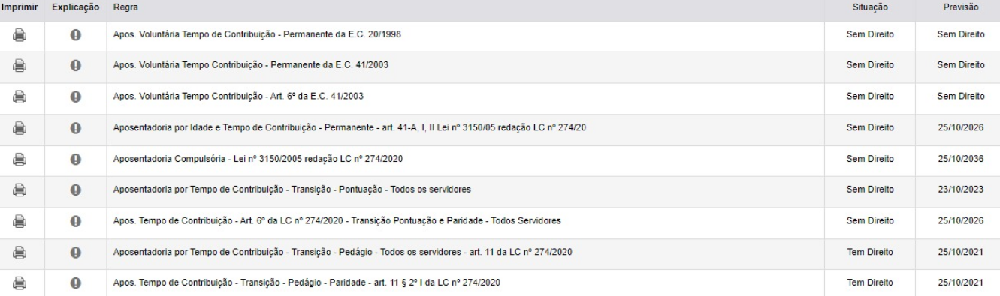 Imprimir Explicação Regra Situação Previsão
Apos. Voluntária Tempo de Contribuição - Permanente da E.C. 20/1998 Sem Direito Sem Direito
Apos. Voluntária Tempo Contribuição - Permanente da E.C. 41/2003 Sem Direito Sem Direito
Apos. Voluntária Tempo Contribuição - Art. 6º da E.C. 41/2003 Sem Direito Sem Direito
Aposentadoria por Idade e Tempo de Contribuição - Permanente - art. 41-A, I, II Lei nº 3150/05 redação LC nº 274/20 Sem Direito 25/10/2026
Aposentadoria Compulsória - Lei nº 3150/2005 redação LC nº 274/2020 Sem Direito 25/10/2036
Aposentadoria por Tempo de Contribuição - Transição - Pontuação - Todos os servidores Sem Direito 23/10/2023
Apos. Tempo de Contribuição - Art. 6º da LC nº 274/2020 - Transição Pontuação e Paridade - Todos Servidores Sem Direito 25/10/2026
Aposentadoria por Tempo de Contribuição - Transição - Pedágio - Todos os servidores - art. 11 da LC nº 274/2020 Tem Direito 25/10/2021
Apos. Tempo de Contribuição - Transição - Pedágio - Paridade - art. 11 § 2º I da LC nº 274/2020 Tem Direito 25/10/2021